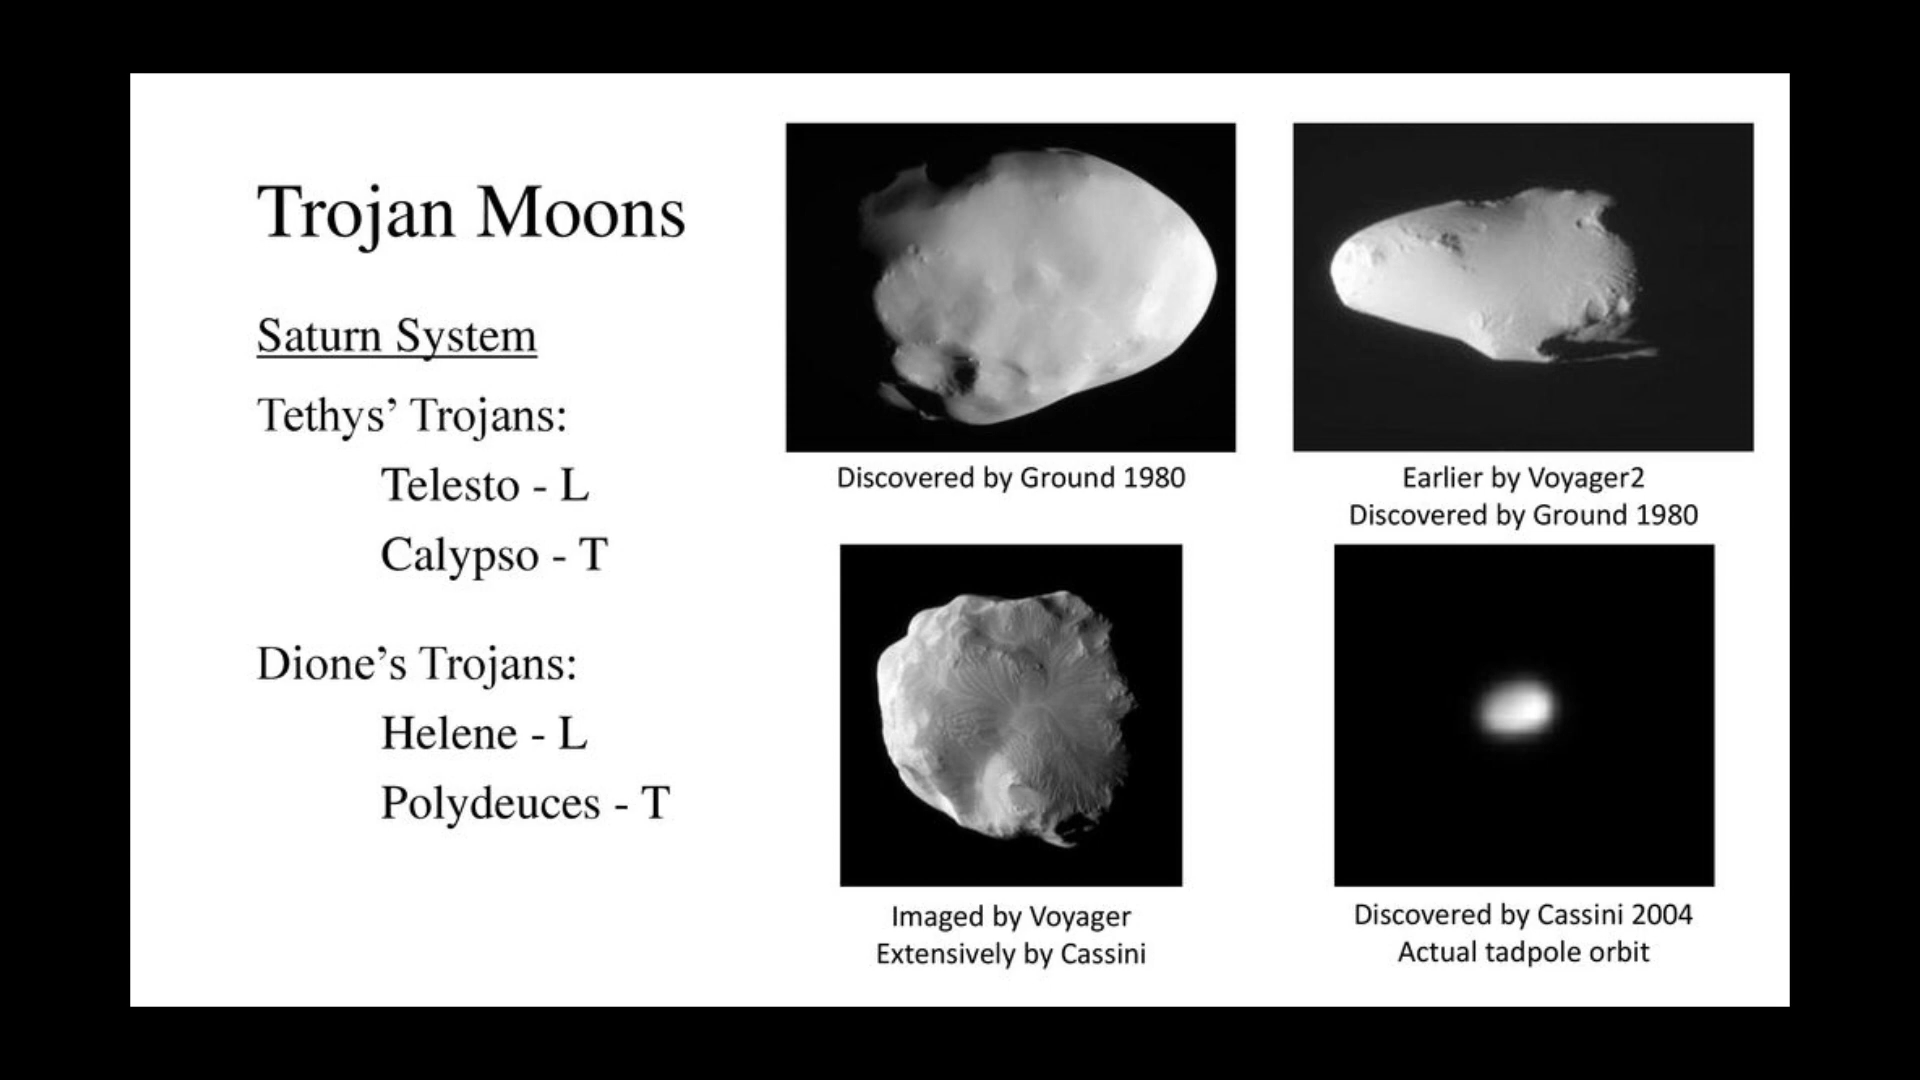 Trojan Moons
Saturn System
Tethys’ Trojans:
Telesto - L
Calypso - T
Dione’s Trojans:
Helene - L
Polydeuces - T
Discovered by Ground 1980
Earlier by Voyager2
Discovered by Ground 1980
Imaged by Voyager
Extensively by Cassini
Discovered by Cassini 2004
Actual tadpole orbit